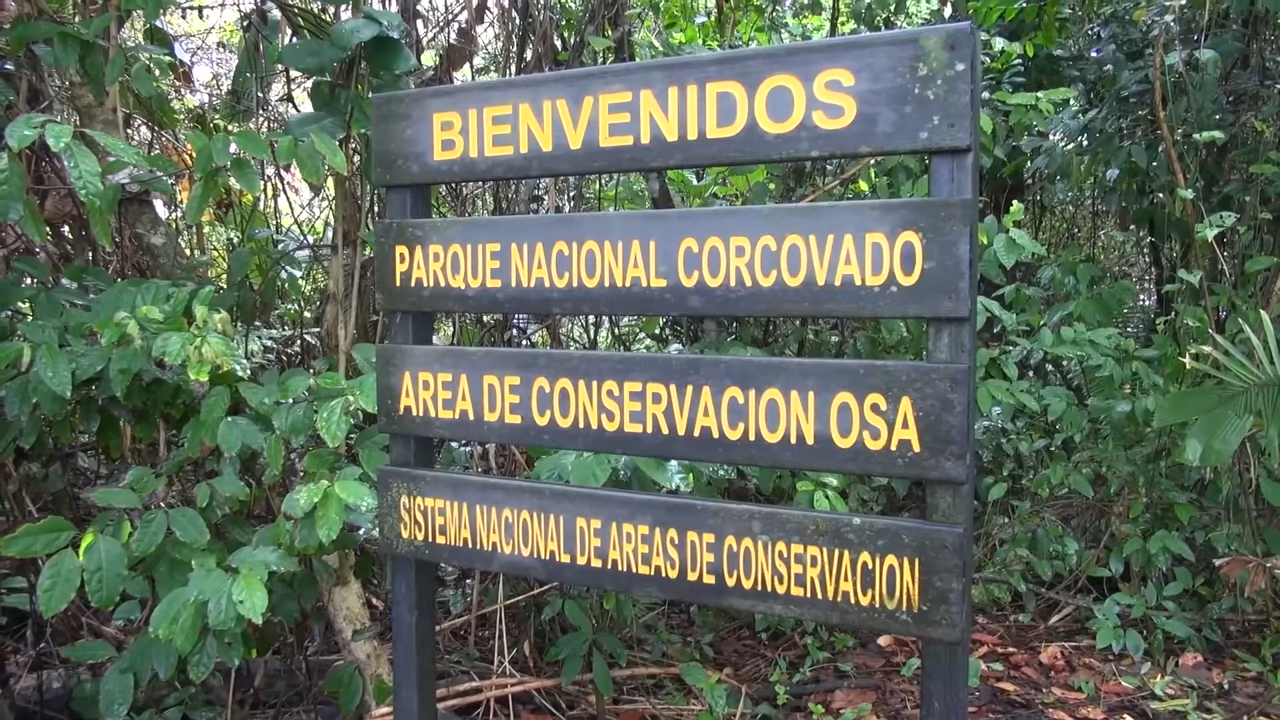 BIENVENIDOS
PARQUE NACIONAL CORCOVADO
AREA DE CONSERVACION OSA
SISTEMA NACIONAL DE AREAS DE CONSERVACION